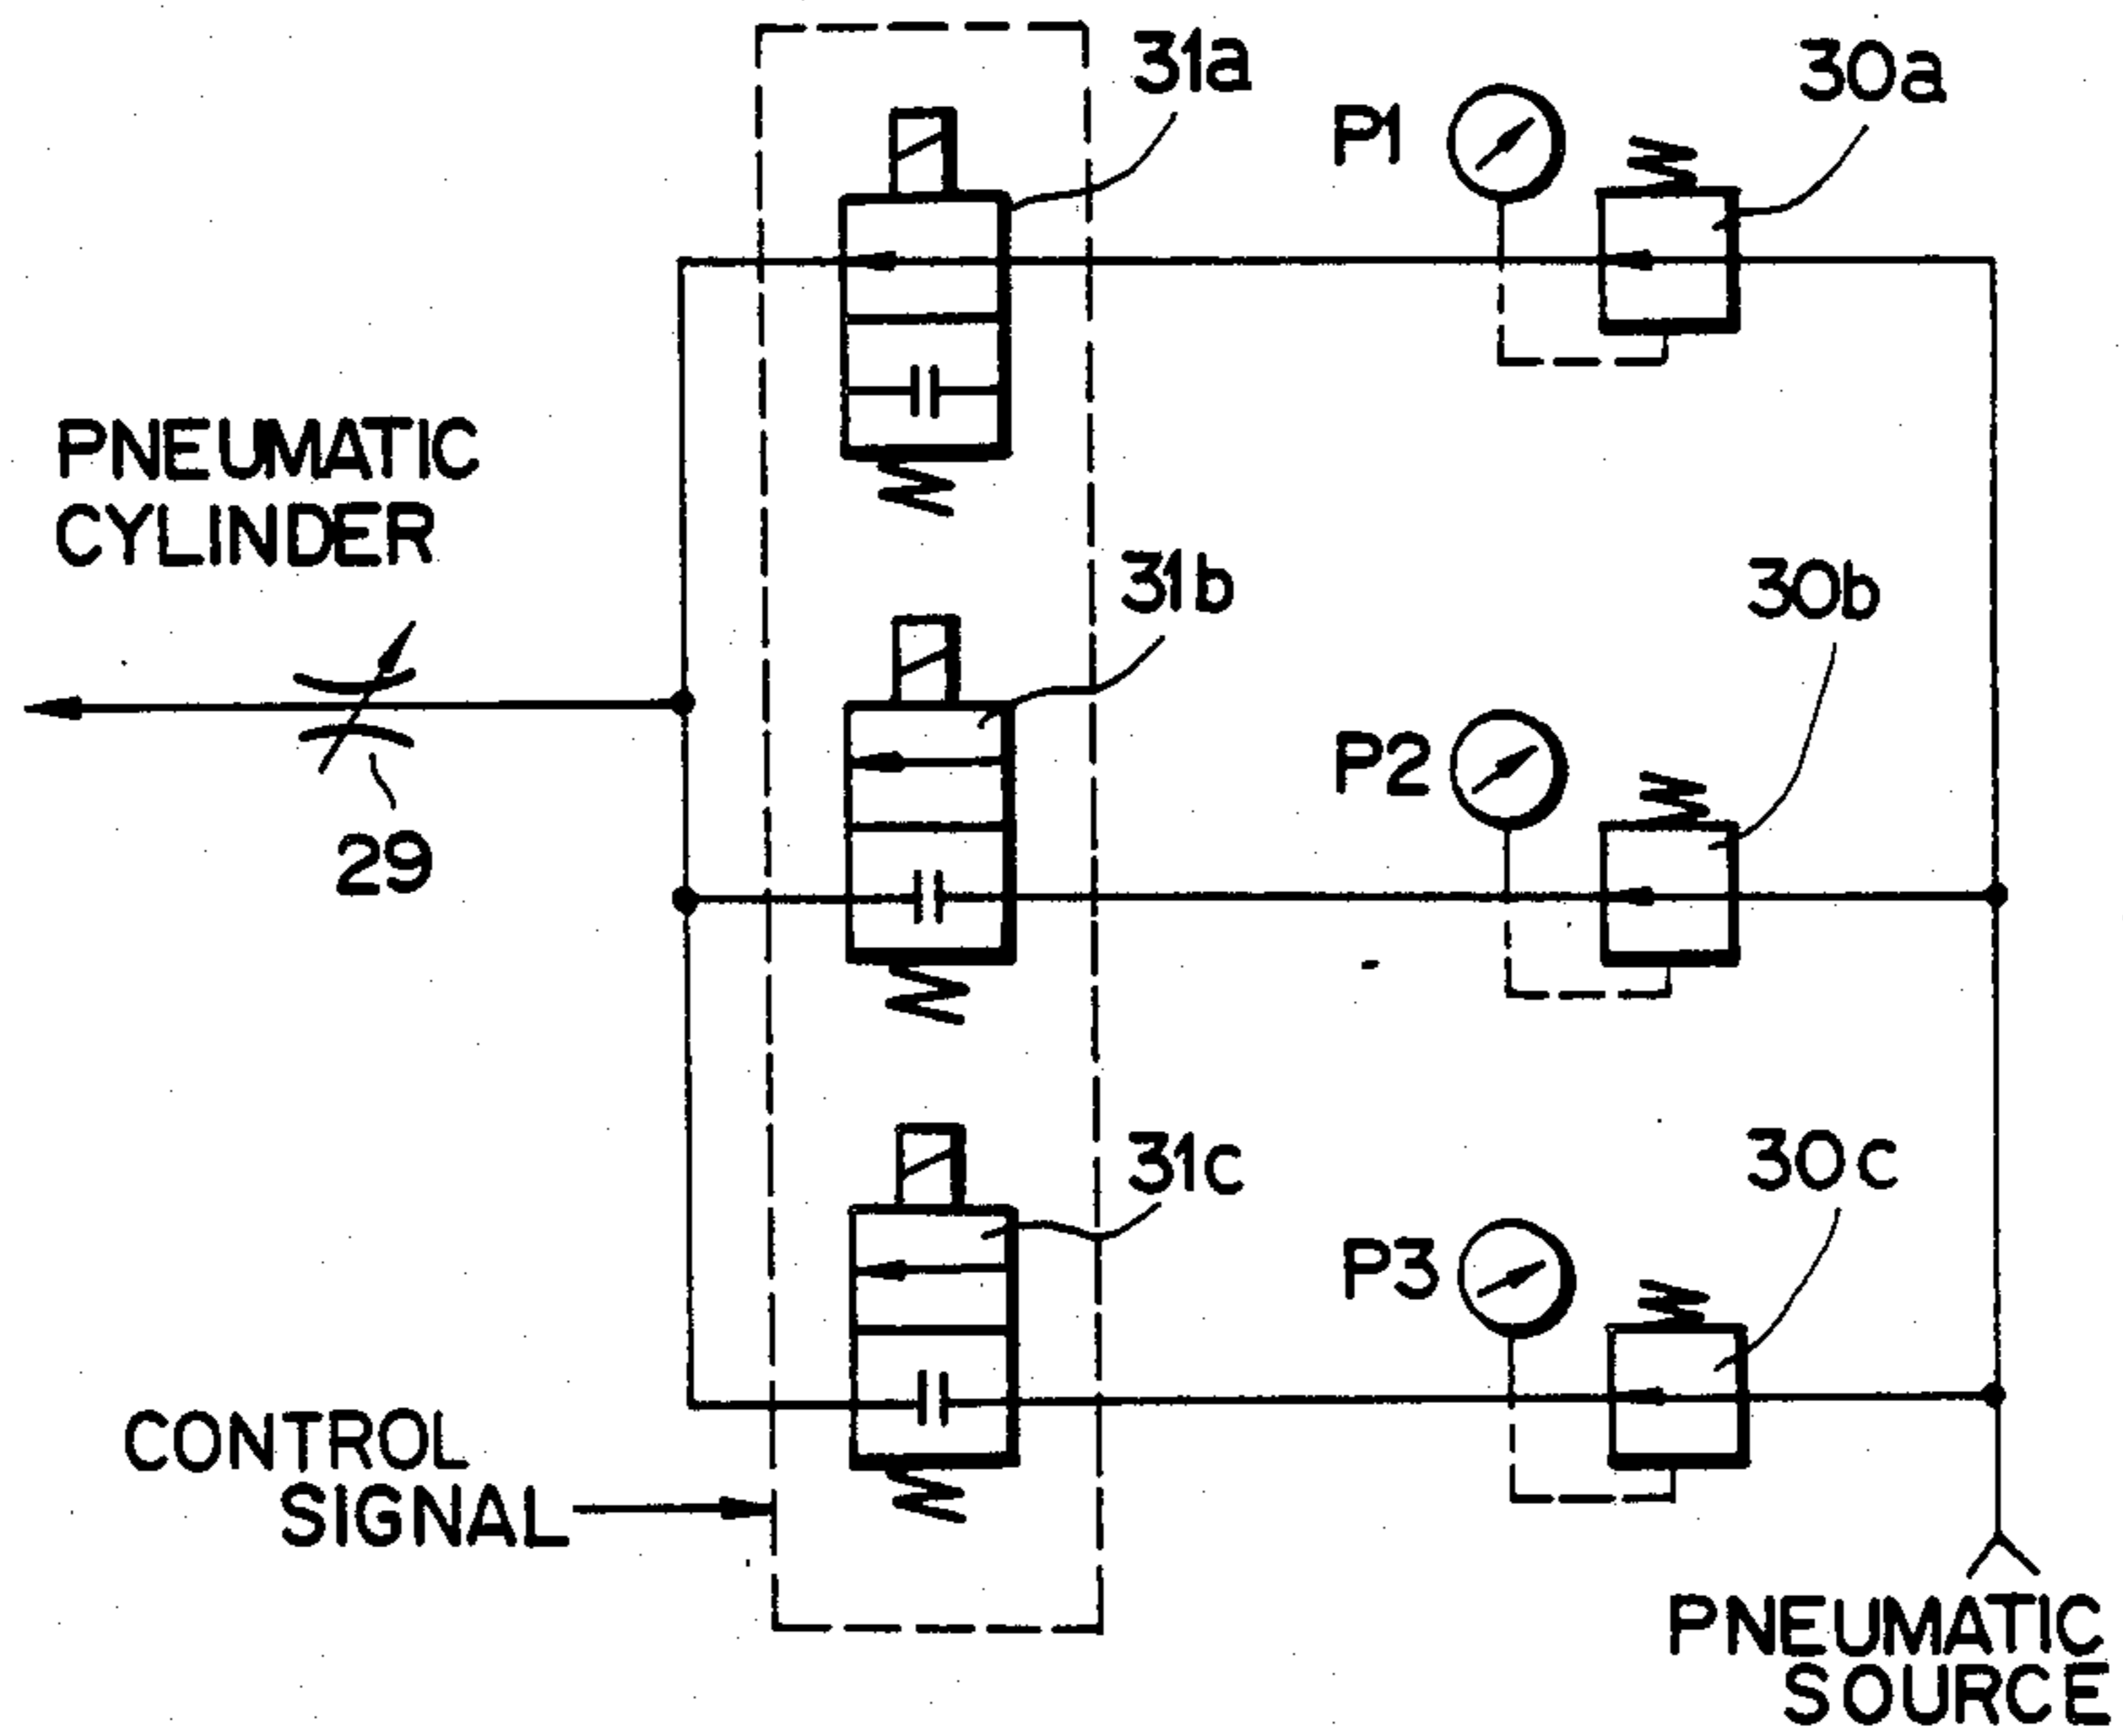 31a
30a
P1
PNEUMATIC
CYLINDER
31b
30b
P2
29
31c
30c
P3
CONTROL
SIGNAL
PNEUMATIC
SOURCE